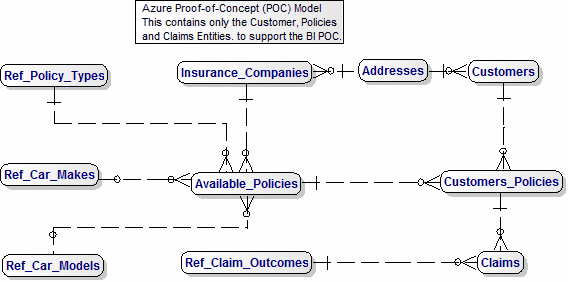 Azure Proof-of-Concept (POC) Model
This contains only the Customer, Policies
and Claims Entities. to support the BI POC.
Ref_Policy_Types
Insurance_Companies
Addresses
Customers
Ref_Car_Makes
Available_Policies
Customers_Policies
Ref_Car_Models
Ref_Claim_Outcomes
Claims